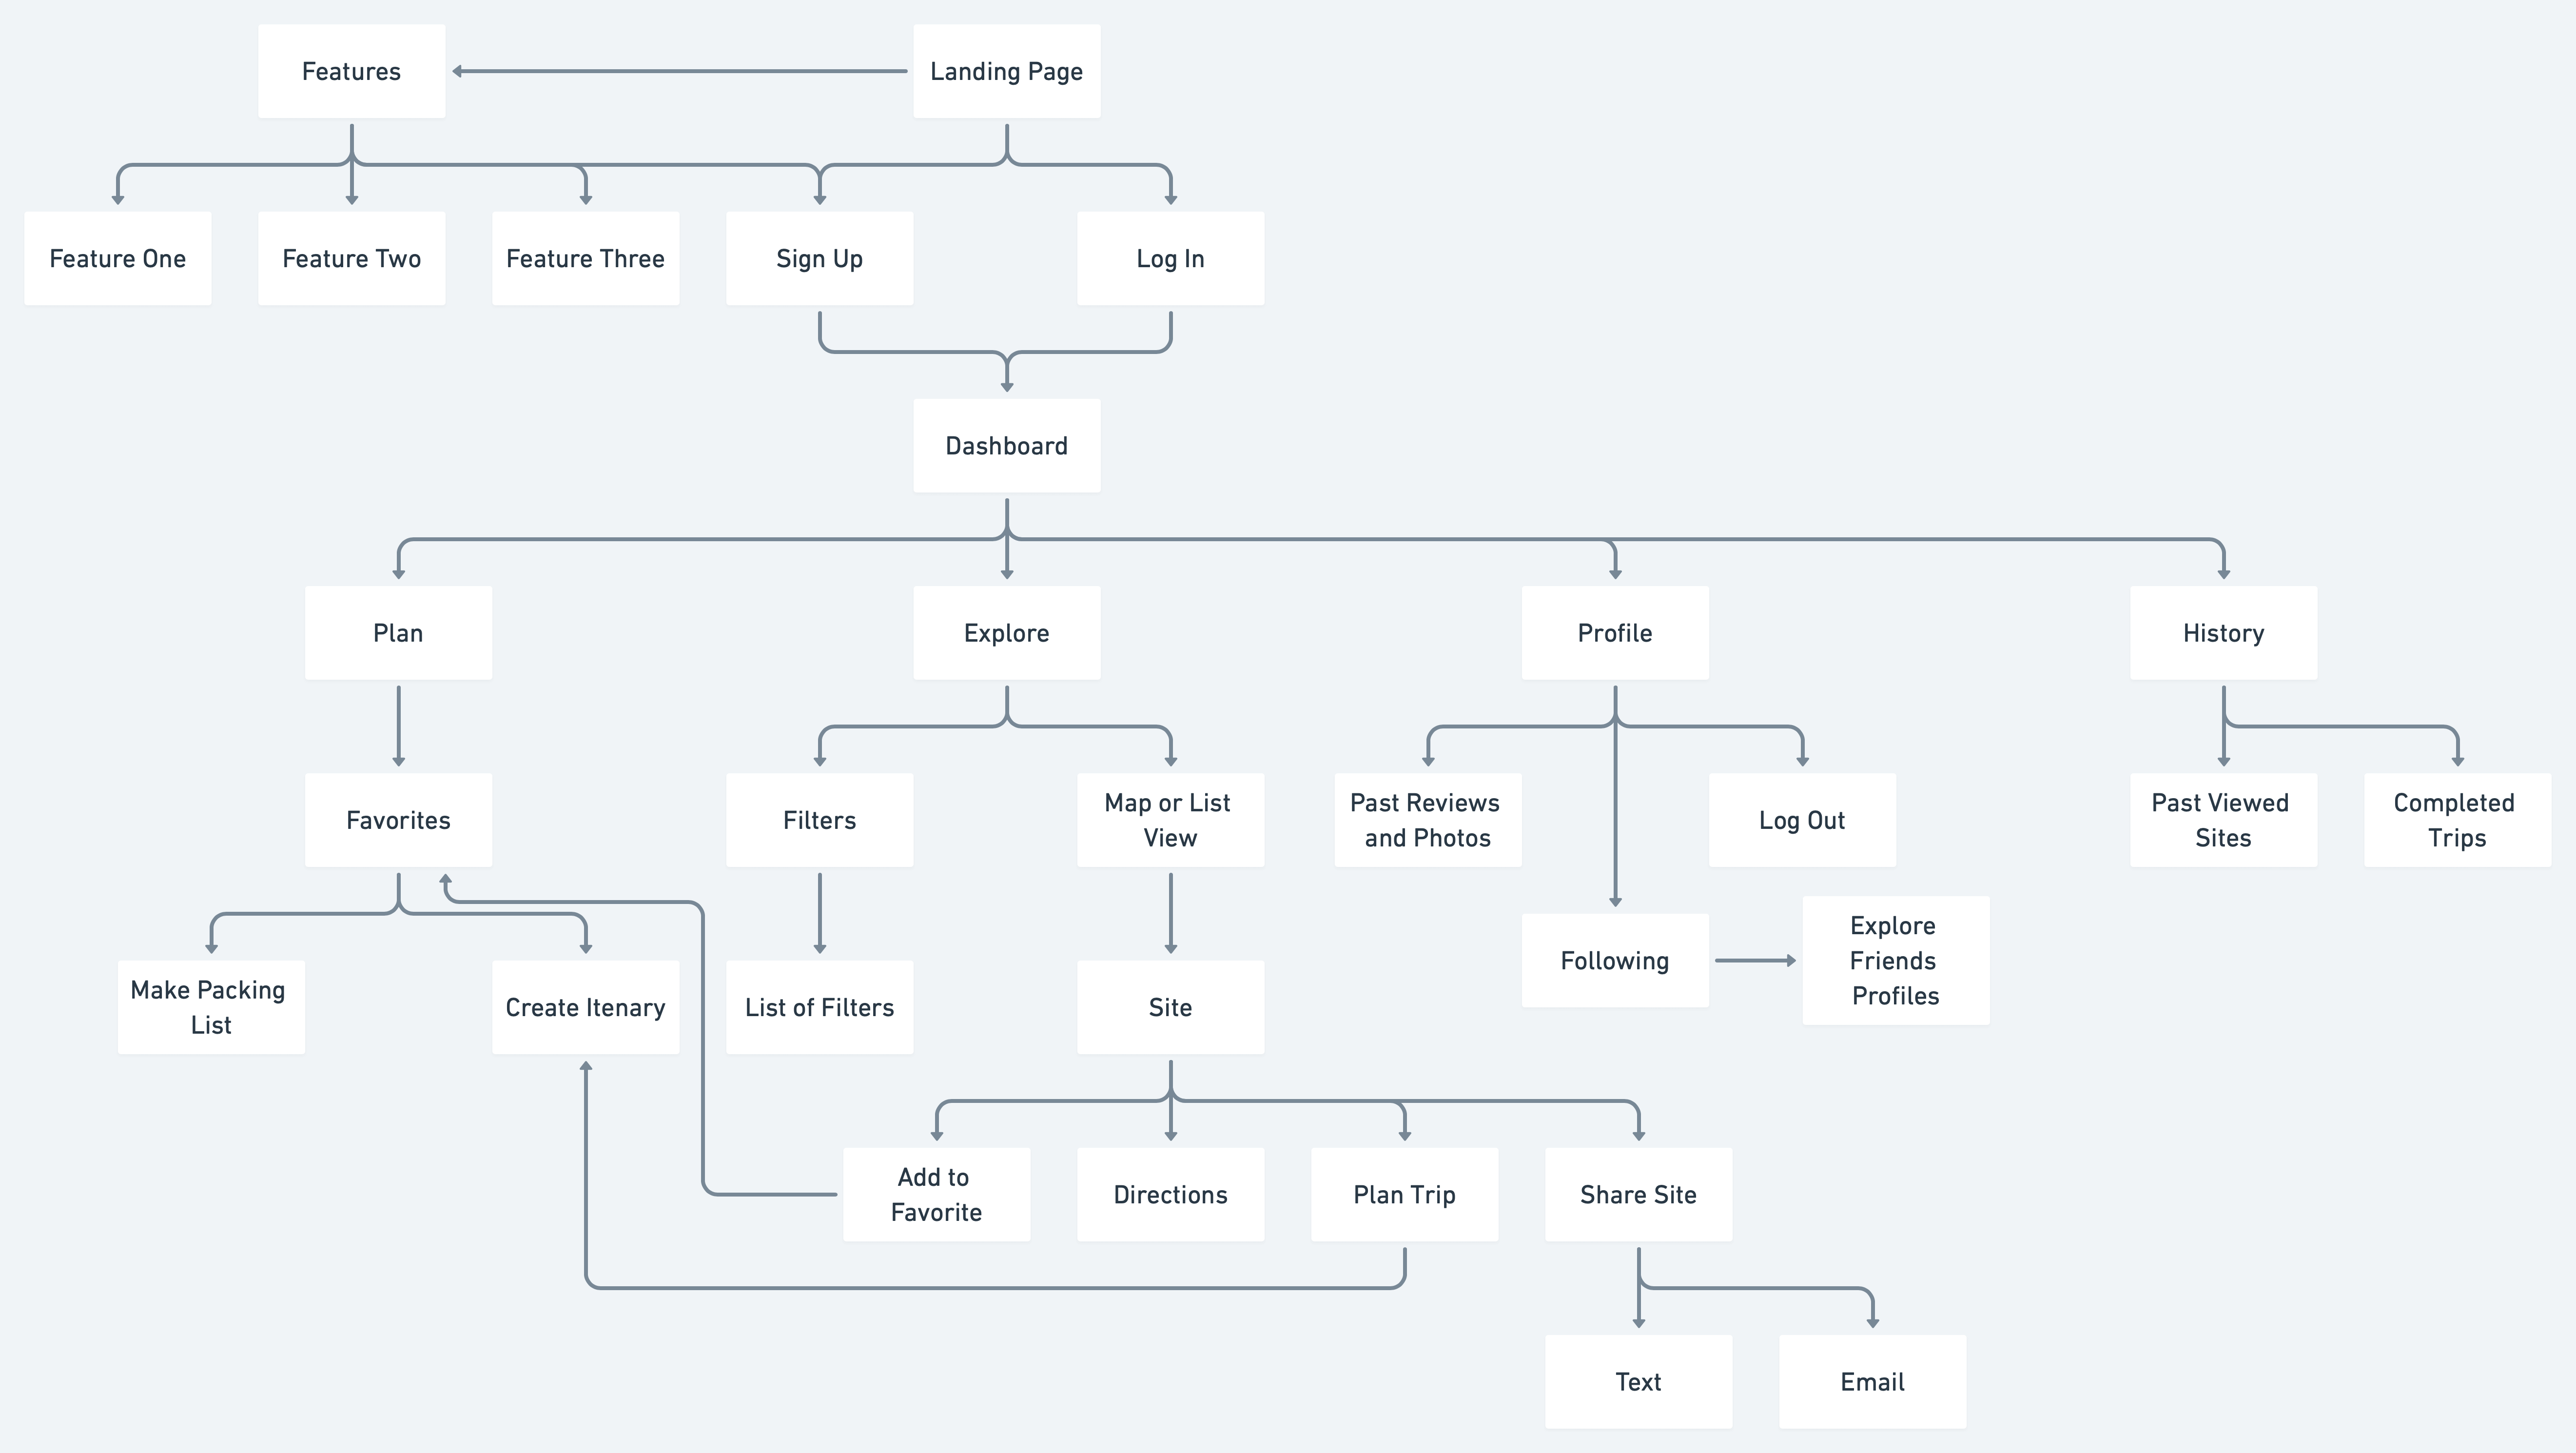 Features
Landing Page
Feature One
Feature Two
Feature Three
Sign Up
Log In
Dashboard
Plan
Explore
Profile
History
Favorites
Filters
Map or List
View
Past Reviews
and Photos
Log Out
Past Viewed
Sites
Completed
Trips
Make Packing
List
Create Itenary
List of Filters
Site
Following
Explore
Friends
Profiles
Add to
Favorite
Directions
Plan Trip
Share Site
Text
Email